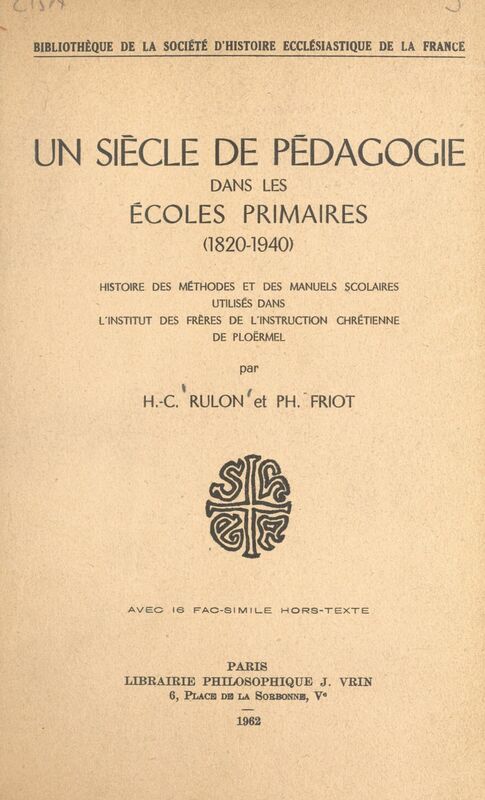 BIBLIOTHÈQUE DE LA SOCIÉTÉ D'HISTOIRE ECCLÉSIASTIQUE DE LA FRANCE
UN SIÈCLE DE PÉDAGOGIE
DANS LES
ÉCOLES PRIMAIRES
(1820-1940)
HISTOIRE DES MÉTHODES ET DES MANUELS SCOLAIRES
UTILISÉS DANS
L'INSTITUT DES FRÈRES DE L'INSTRUCTION CHRÉTIENNE
DE PLOËRMEL
par
H.-C. RULON et PH. FRIOT
AVEC 16 FAC-SIMILE HORS-TEXTE
PARIS
LIBRAIRIE PHILOSOPHIQUE J. VRIN
6, PLACE DE LA SORBONNE, Vᵉ
1962